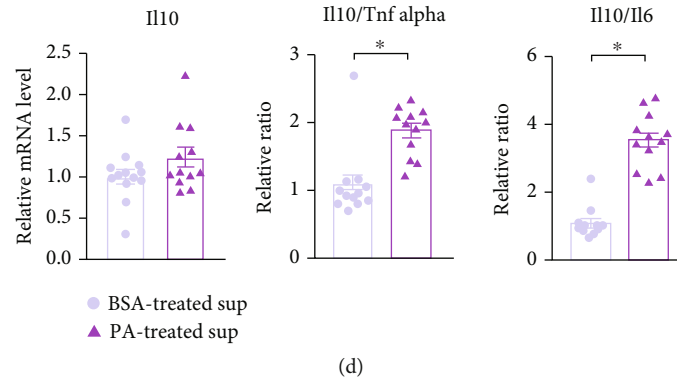 Il10
Relative mRNA level
2.5
2.0
1.5
1.0
0.5
0.0
Il10/Tnf alpha
Relative ratio
3
2
1
0
*
Il10/Il6
Relative ratio
6
4
2
0
*
BSA-treated sup
PA-treated sup
(d)